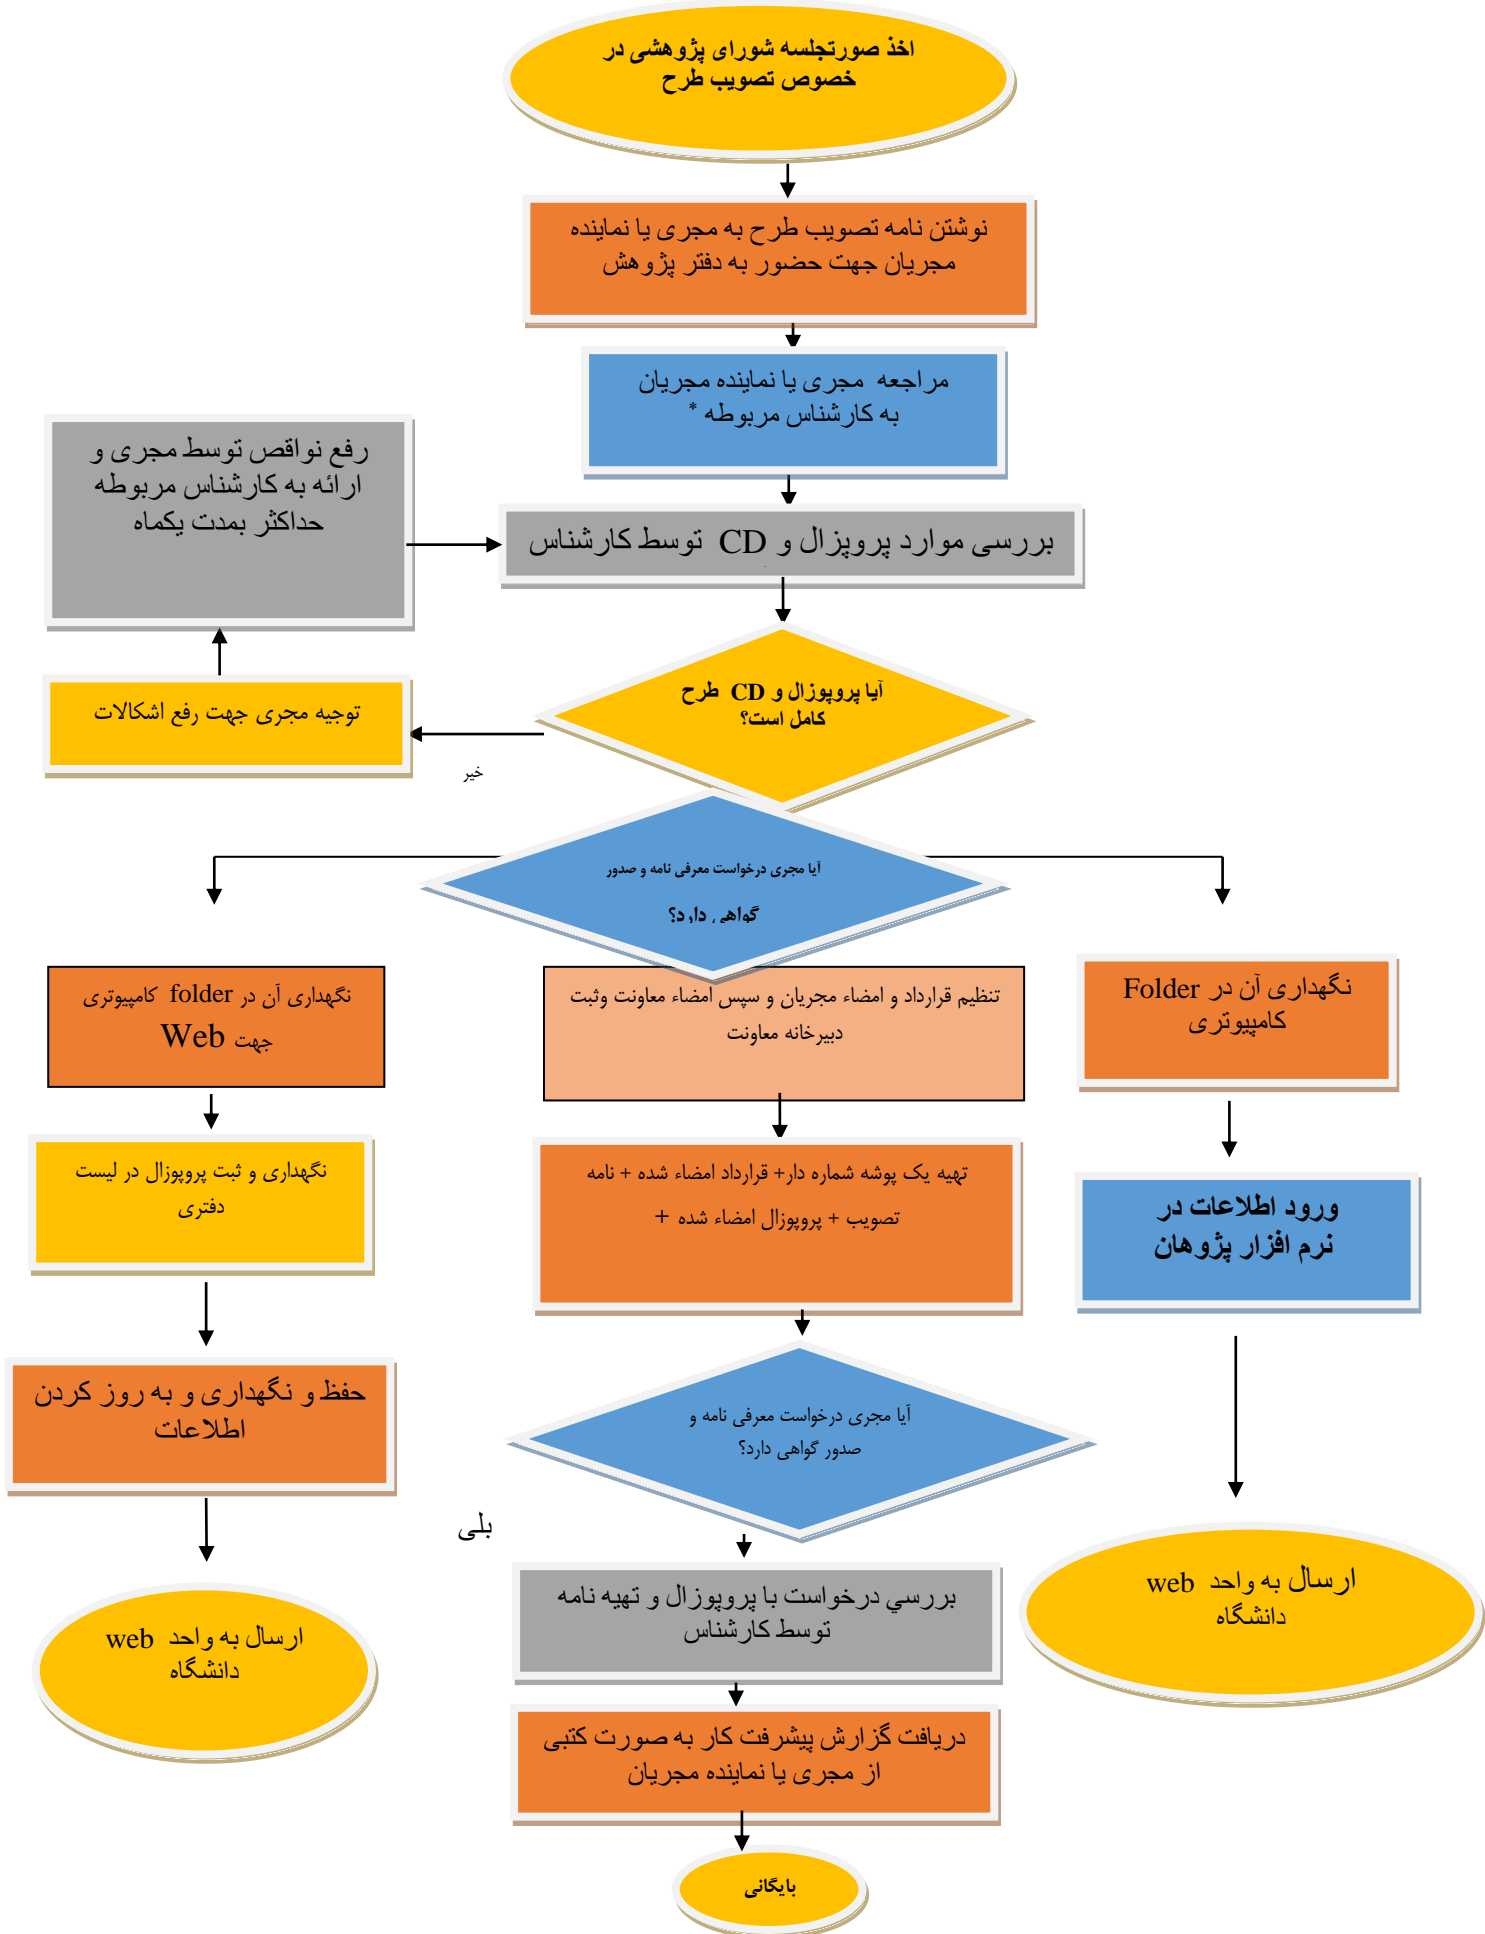 اخذ صورتجلسه شورای پژوهشی در
خصوص تصویب طرح
نوشتن نامه تصویب طرح به مجری یا نماینده
مجریان جهت حضور به دفتر پژوهش
مراجعه مجری یا نماینده مجریان
به کارشناس مربوطه *
رفع نواقص توسط مجری و
ارائه به کارشناس مربوطه
حداکثر بمدت یکماه
بررسی موارد پروپزال و CD توسط کارشناس
آیا پروپوزال و CD طرح
کامل است؟
توجیه مجری جهت رفع اشکالات
خیر
آیا مجری درخواست معرفی نامه و صدور
گواهی دارد؟
نگهداری آن در Folder
کامپیوتری
تنظیم قرارداد و امضاء مجریان و سپس امضاء معاونت وثبت
دبیرخانه معاونت
نگهداری آن در folder کامپیوتری
جهت Web
ورود اطلاعات در
نرم افزار پژوهان
تهیه یک پوشه شماره دار+ قرارداد امضاء شده + نامه
تصویب + پروپوزال امضاء شده +
نگهداری و ثبت پروپوزال در لیست
دفتری
آیا مجری درخواست معرفی نامه و
صدور گواهی دارد؟
حفظ و نگهداری و به روز کردن
اطلاعات
بلی
ارسال به واحد web
دانشگاه
بررسي درخواست با پروپوزال و تهیه نامه
توسط کارشناس
ارسال به واحد web
دانشگاه
دریافت گزارش پیشرفت کار به صورت کتبی
از مجری یا نماینده مجریان
بایگانی